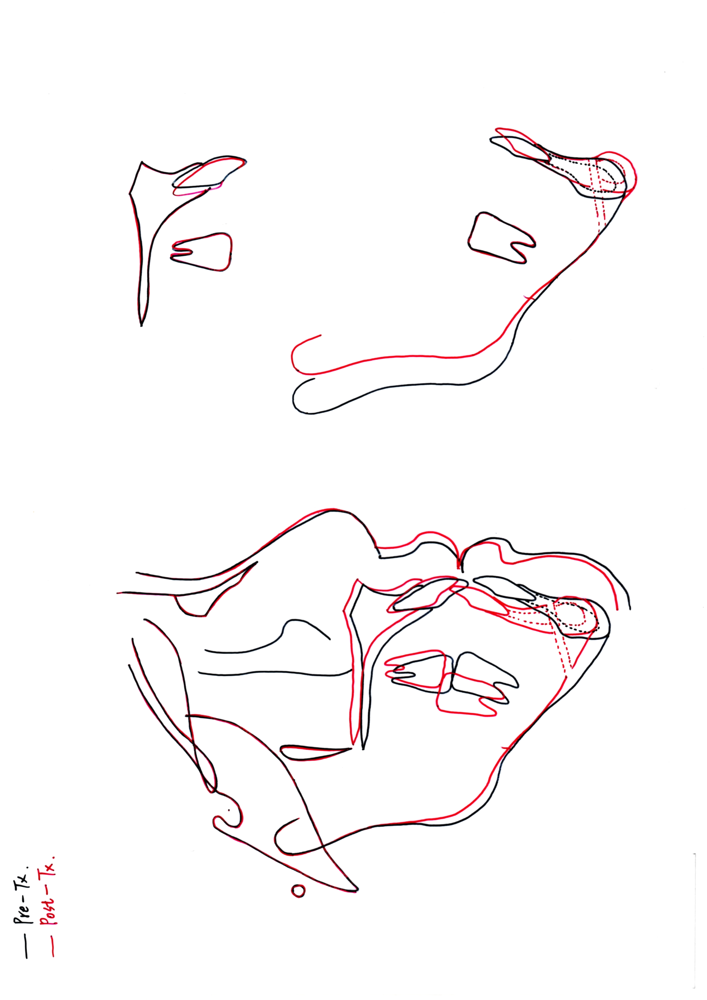 — Pre-Tx.
— Post-Tx.